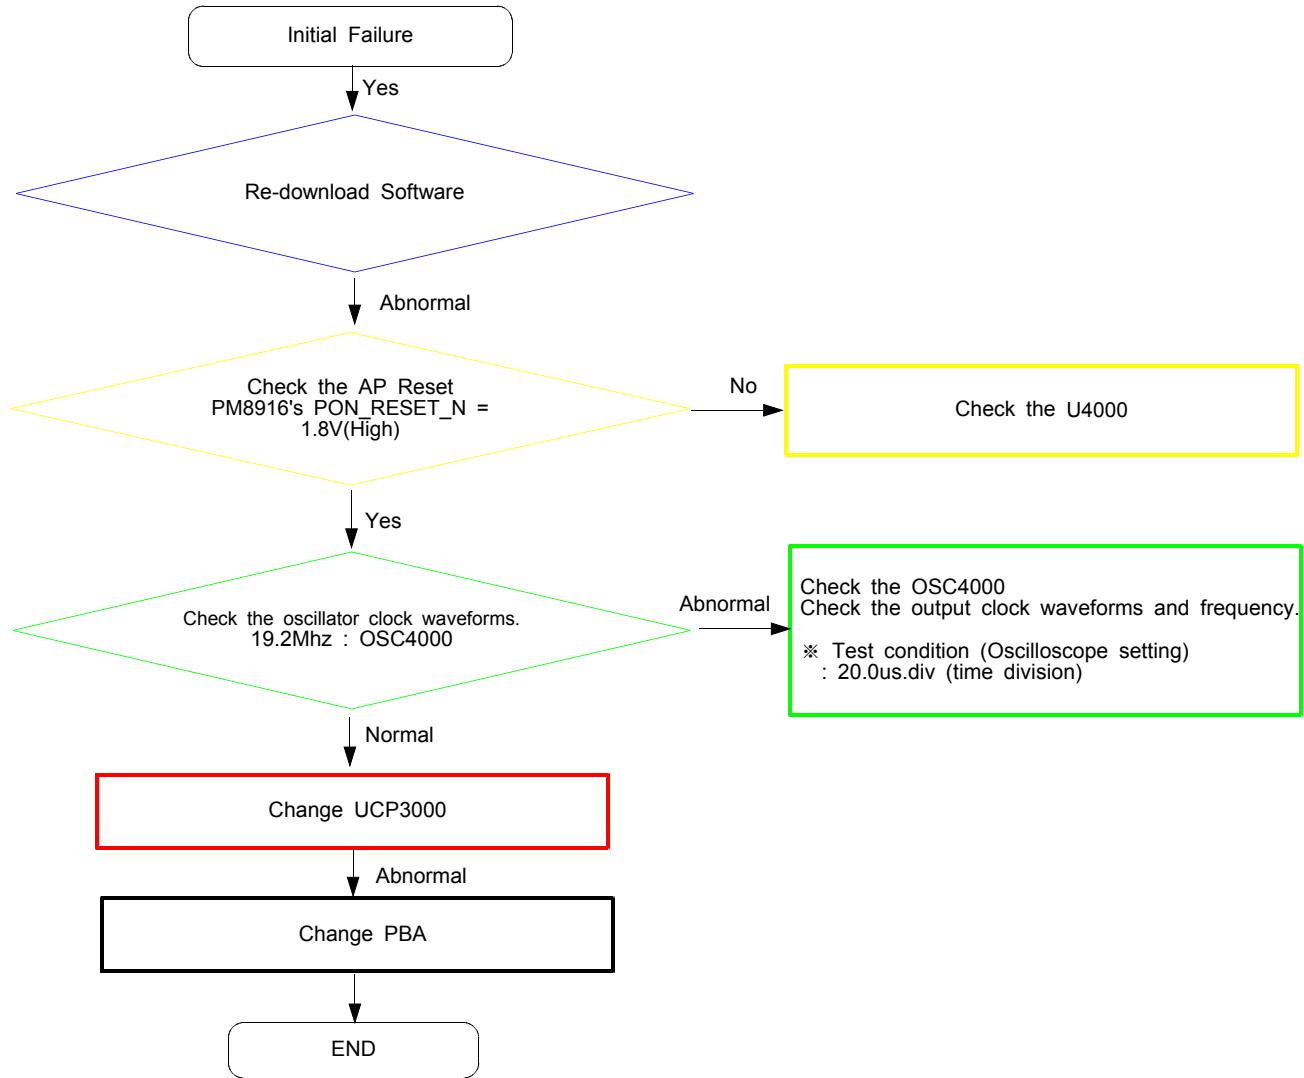 Initial Failure
Yes
Re-download Software
Abnormal
Check the AP Reset
PM8916's PON_RESET_N =
1.8V(High)
No
Check the U4000
Yes
Check the oscillator clock waveforms.
19.2Mhz : OSC4000
Abnormal
Check the OSC4000
Check the output clock waveforms and frequency.
※ Test condition (Oscilloscope setting)
: 20.0us.div (time division)
Normal
Change UCP3000
Abnormal
Change PBA
END